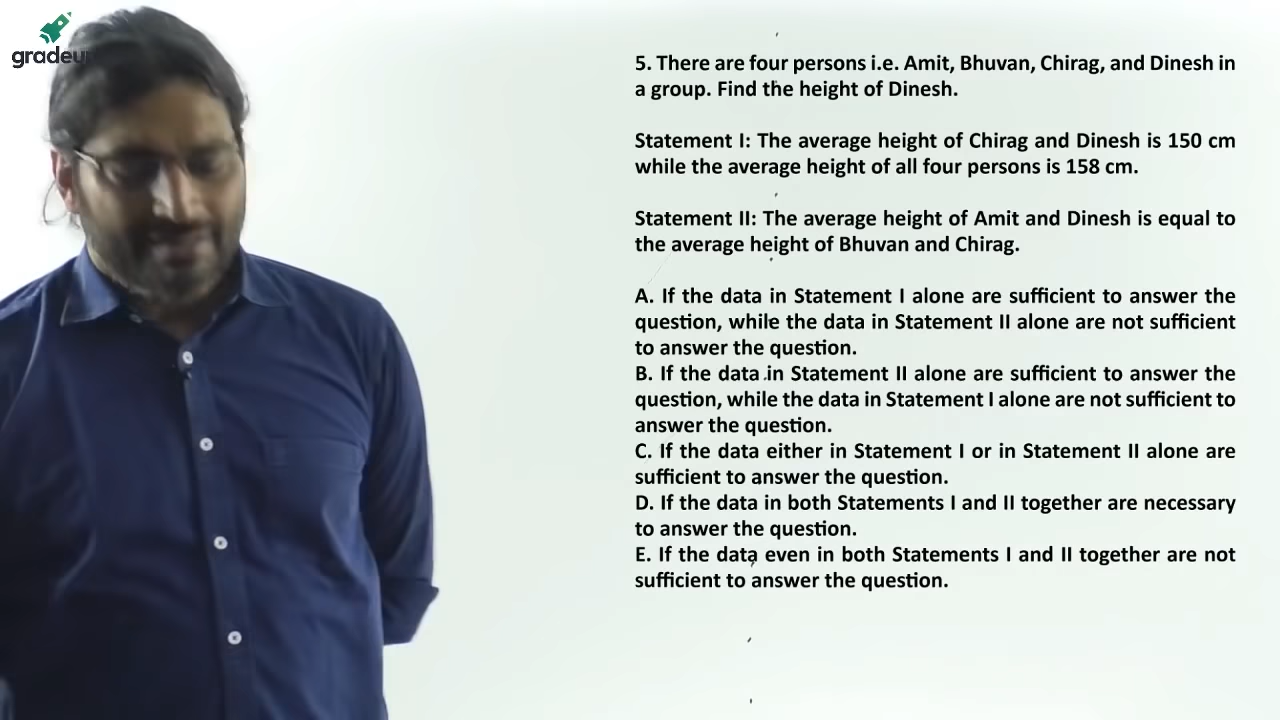 gradeu
5. There are four persons i.e. Amit, Bhuvan, Chirag, and Dinesh in
a group. Find the height of Dinesh.
Statement I: The average height of Chirag and Dinesh is 150 cm
while the average height of all four persons is 158 cm.
Statement II: The average height of Amit and Dinesh is equal to
the average height of Bhuvan and Chirag.
A. If the data in Statement I alone are sufficient to answer the
question, while the data in Statement II alone are not sufficient
to answer the question.
B. If the data in Statement II alone are sufficient to answer the
question, while the data in Statement I alone are not sufficient to
answer the question.
C. If the data either in Statement I or in Statement II alone are
sufficient to answer the question.
D. If the data in both Statements I and II together are necessary
to answer the question.
E. If the data even in both Statements I and II together are not
sufficient to answer the question.